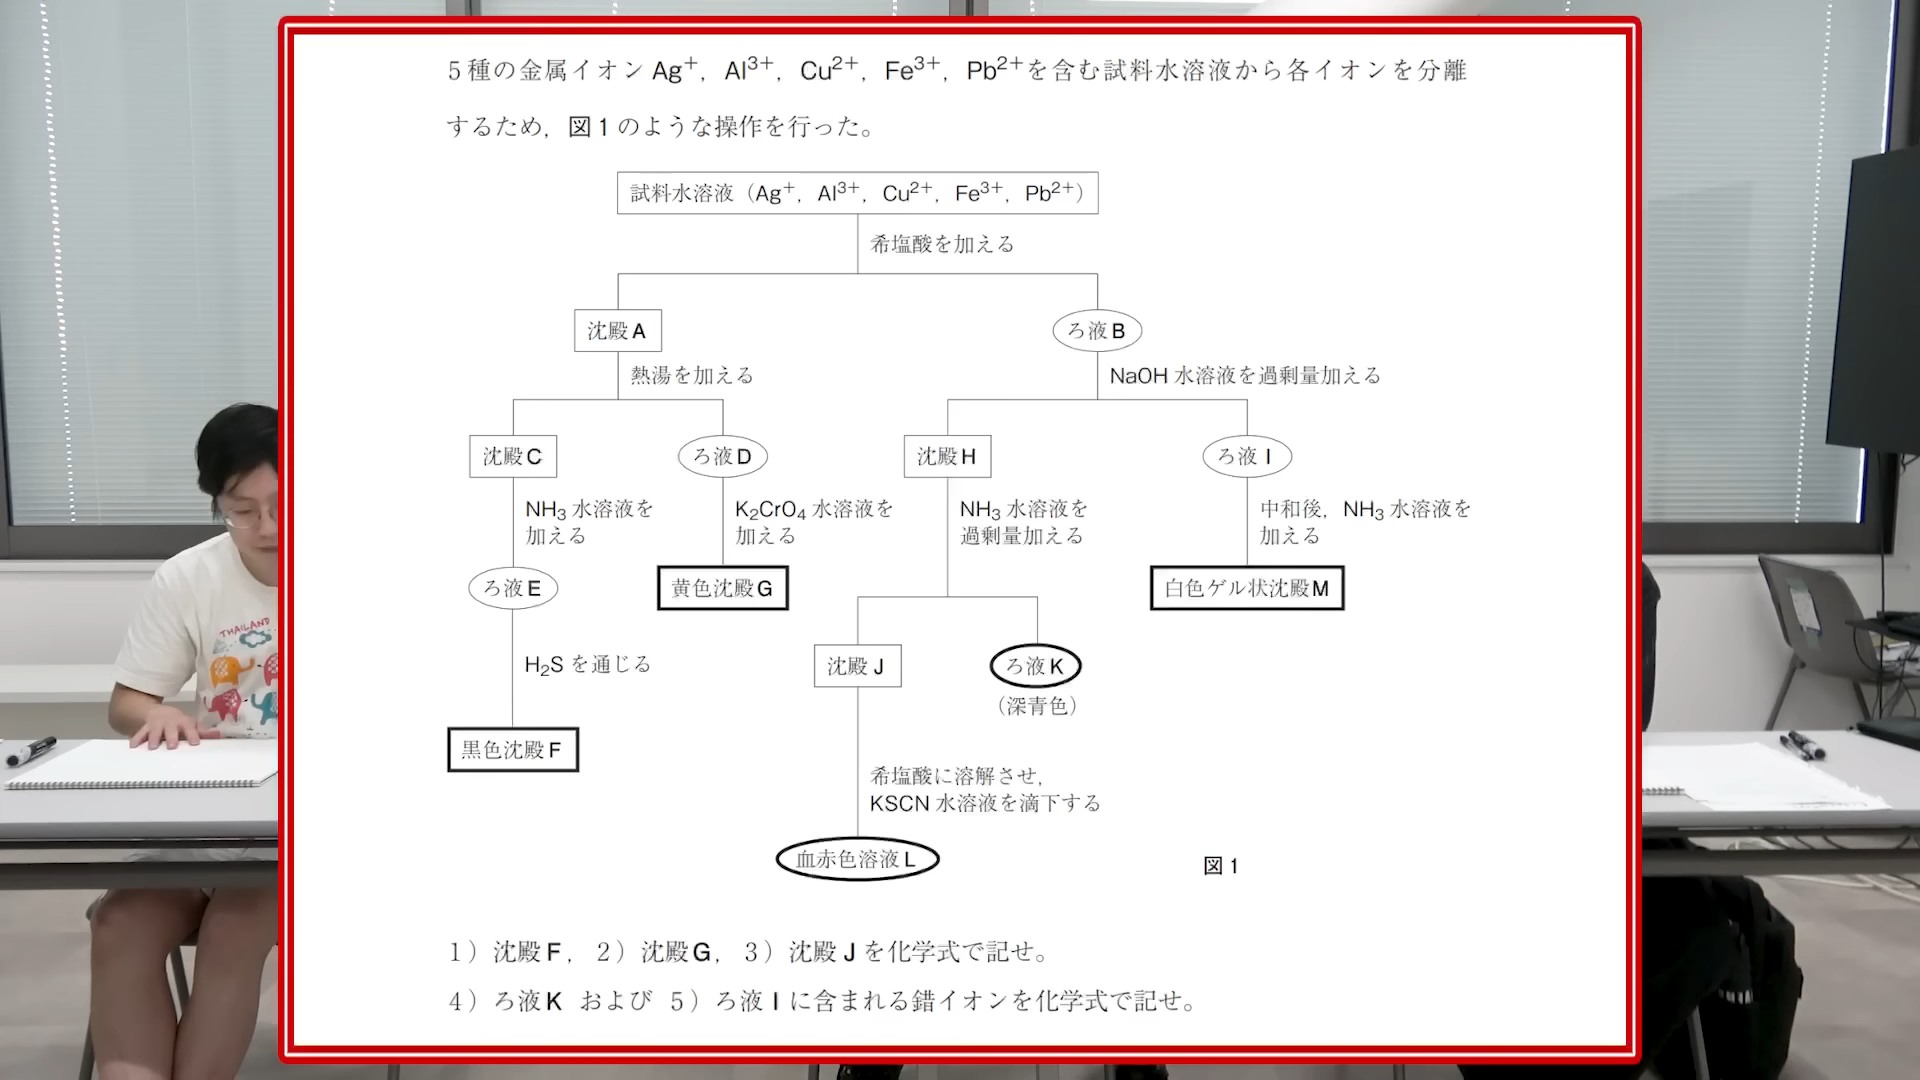 5種の金属イオン Ag⁺, Al³⁺, Cu²⁺, Fe³⁺, Pb²⁺を含む試料水溶液から各イオンを分離
するため，図1のような操作を行った。
試料水溶液（Ag⁺, Al³⁺, Cu²⁺, Fe³⁺, Pb²⁺）
希塩酸を加える
沈殿A
ろ液B
熱湯を加える
NaOH 水溶液を過剰量加える
沈殿C
ろ液D
沈殿H
ろ液I
NH₃ 水溶液を
加える
K₂CrO₄ 水溶液を
加える
NH₃ 水溶液を
過剰量加える
中和後，NH₃ 水溶液を
加える
ろ液E
黄色沈殿G
白色ゲル状沈殿M
H₂S を通じる
沈殿J
ろ液K
（深青色）
黒色沈殿F
希塩酸に溶解させ，
KSCN 水溶液を滴下する
血赤色溶液L
図1
1）沈殿F，2）沈殿G，3）沈殿Jを化学式で記せ。
4）ろ液K および 5）ろ液Iに含まれる錯イオンを化学式で記せ。
THAILAND